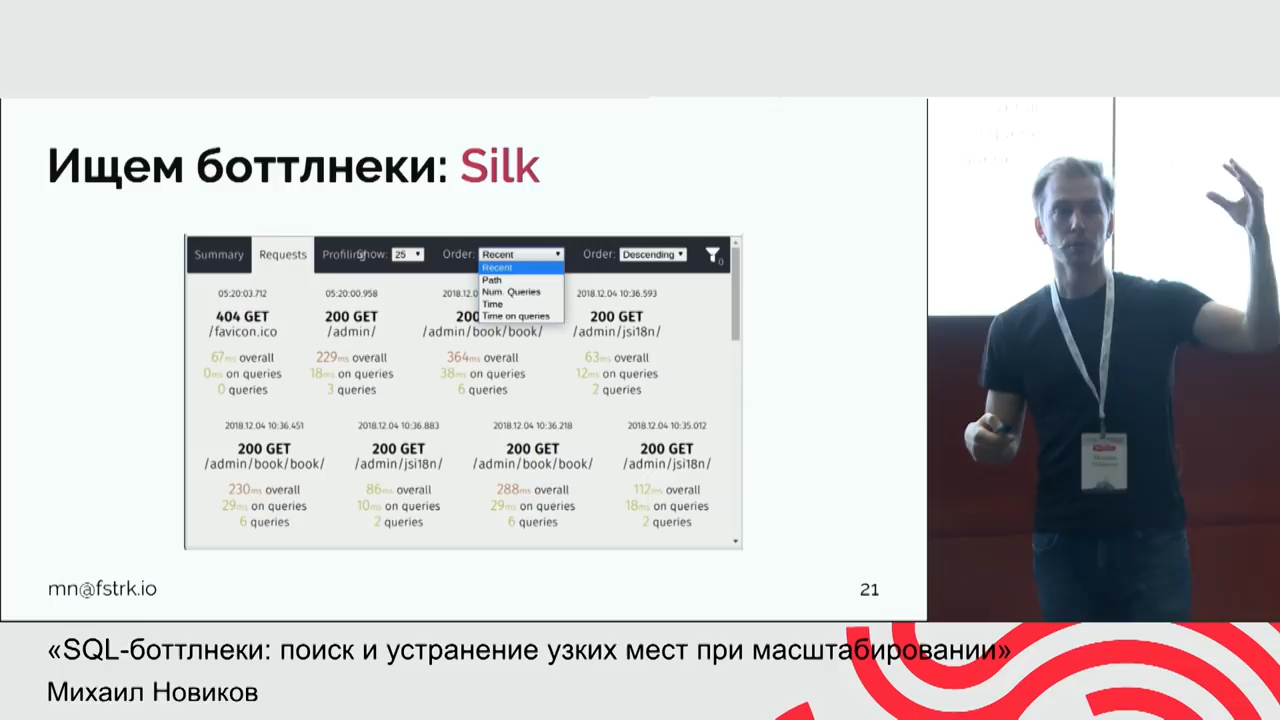 Ищем боттлнеки: Silk
Summary Requests Profiling Show: 25 Order: Recent Order: Descending 0
Recent
Path
Num. Queries
Time
Time on queries
05:20:03.712 05:20:00.958 2018.12.0 2018.12.04 10:36.593
404 GET 200 GET 200 200 GET
/favicon.ico /admin/ /admin/book/book/ /admin/jsi18n/
67ms overall 229ms overall 364ms overall 63ms overall
0ms on queries 18ms on queries 38ms on queries 12ms on queries
0 queries 3 queries 6 queries 2 queries
2018.12.04 10:36.451 2018.12.04 10:36.883 2018.12.04 10:36.218 2018.12.04 10:35.012
200 GET 200 GET 200 GET 200 GET
/admin/book/book/ /admin/jsi18n/ /admin/book/book/ /admin/jsi18n/
230ms overall 86ms overall 288ms overall 112ms overall
29ms on queries 10ms on queries 29ms on queries 18ms on queries
6 queries 2 queries 6 queries 2 queries
mn@fstrk.io 21
«SQL-боттлнеки: поиск и устранение узких мест при масштабировании»
Михаил Новиков